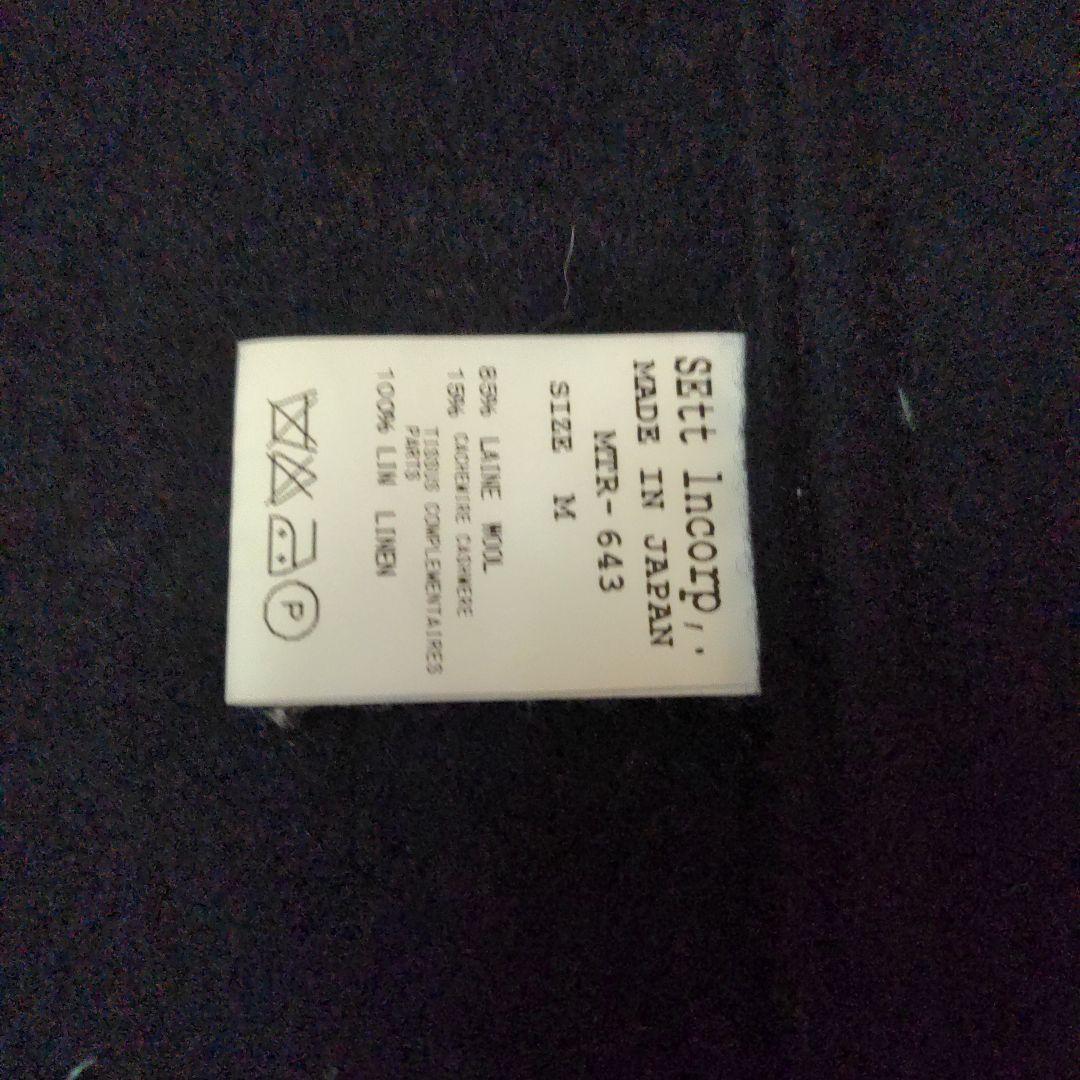 SEtt lncorp,,
MADE IN JAPAN
MTR-643
SIZE M
85% LAINE WOOL
15% CACHEMIRE CASHMERE
TISSUS COMPLEMENTAIRES
PARTS
100% LIN LINEN
P